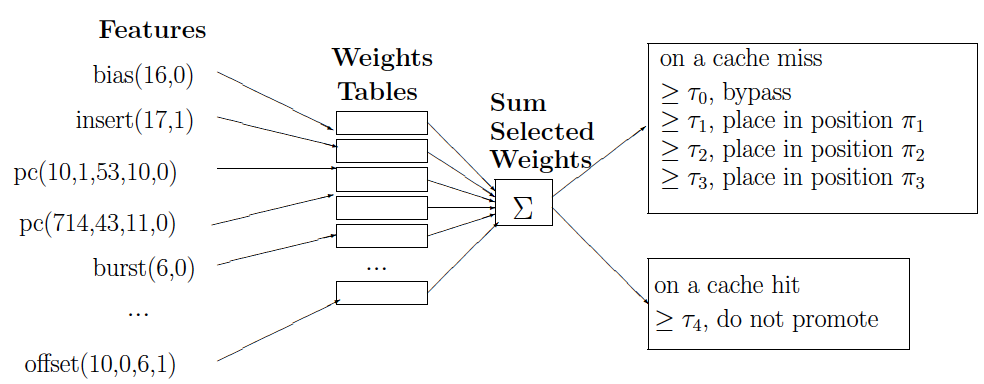 Features
bias(16,0)
insert(17,1)
pc(10,1,53,10,0)
pc(714,43,11,0)
burst(6,0)
...
offset(10,0,6,1)
Weights
Tables
...
Sum
Selected
Weights
Σ
on a cache miss
≥ τ₀, bypass
≥ τ₁, place in position π₁
≥ τ₂, place in position π₂
≥ τ₃, place in position π₃
on a cache hit
≥ τ₄, do not promote